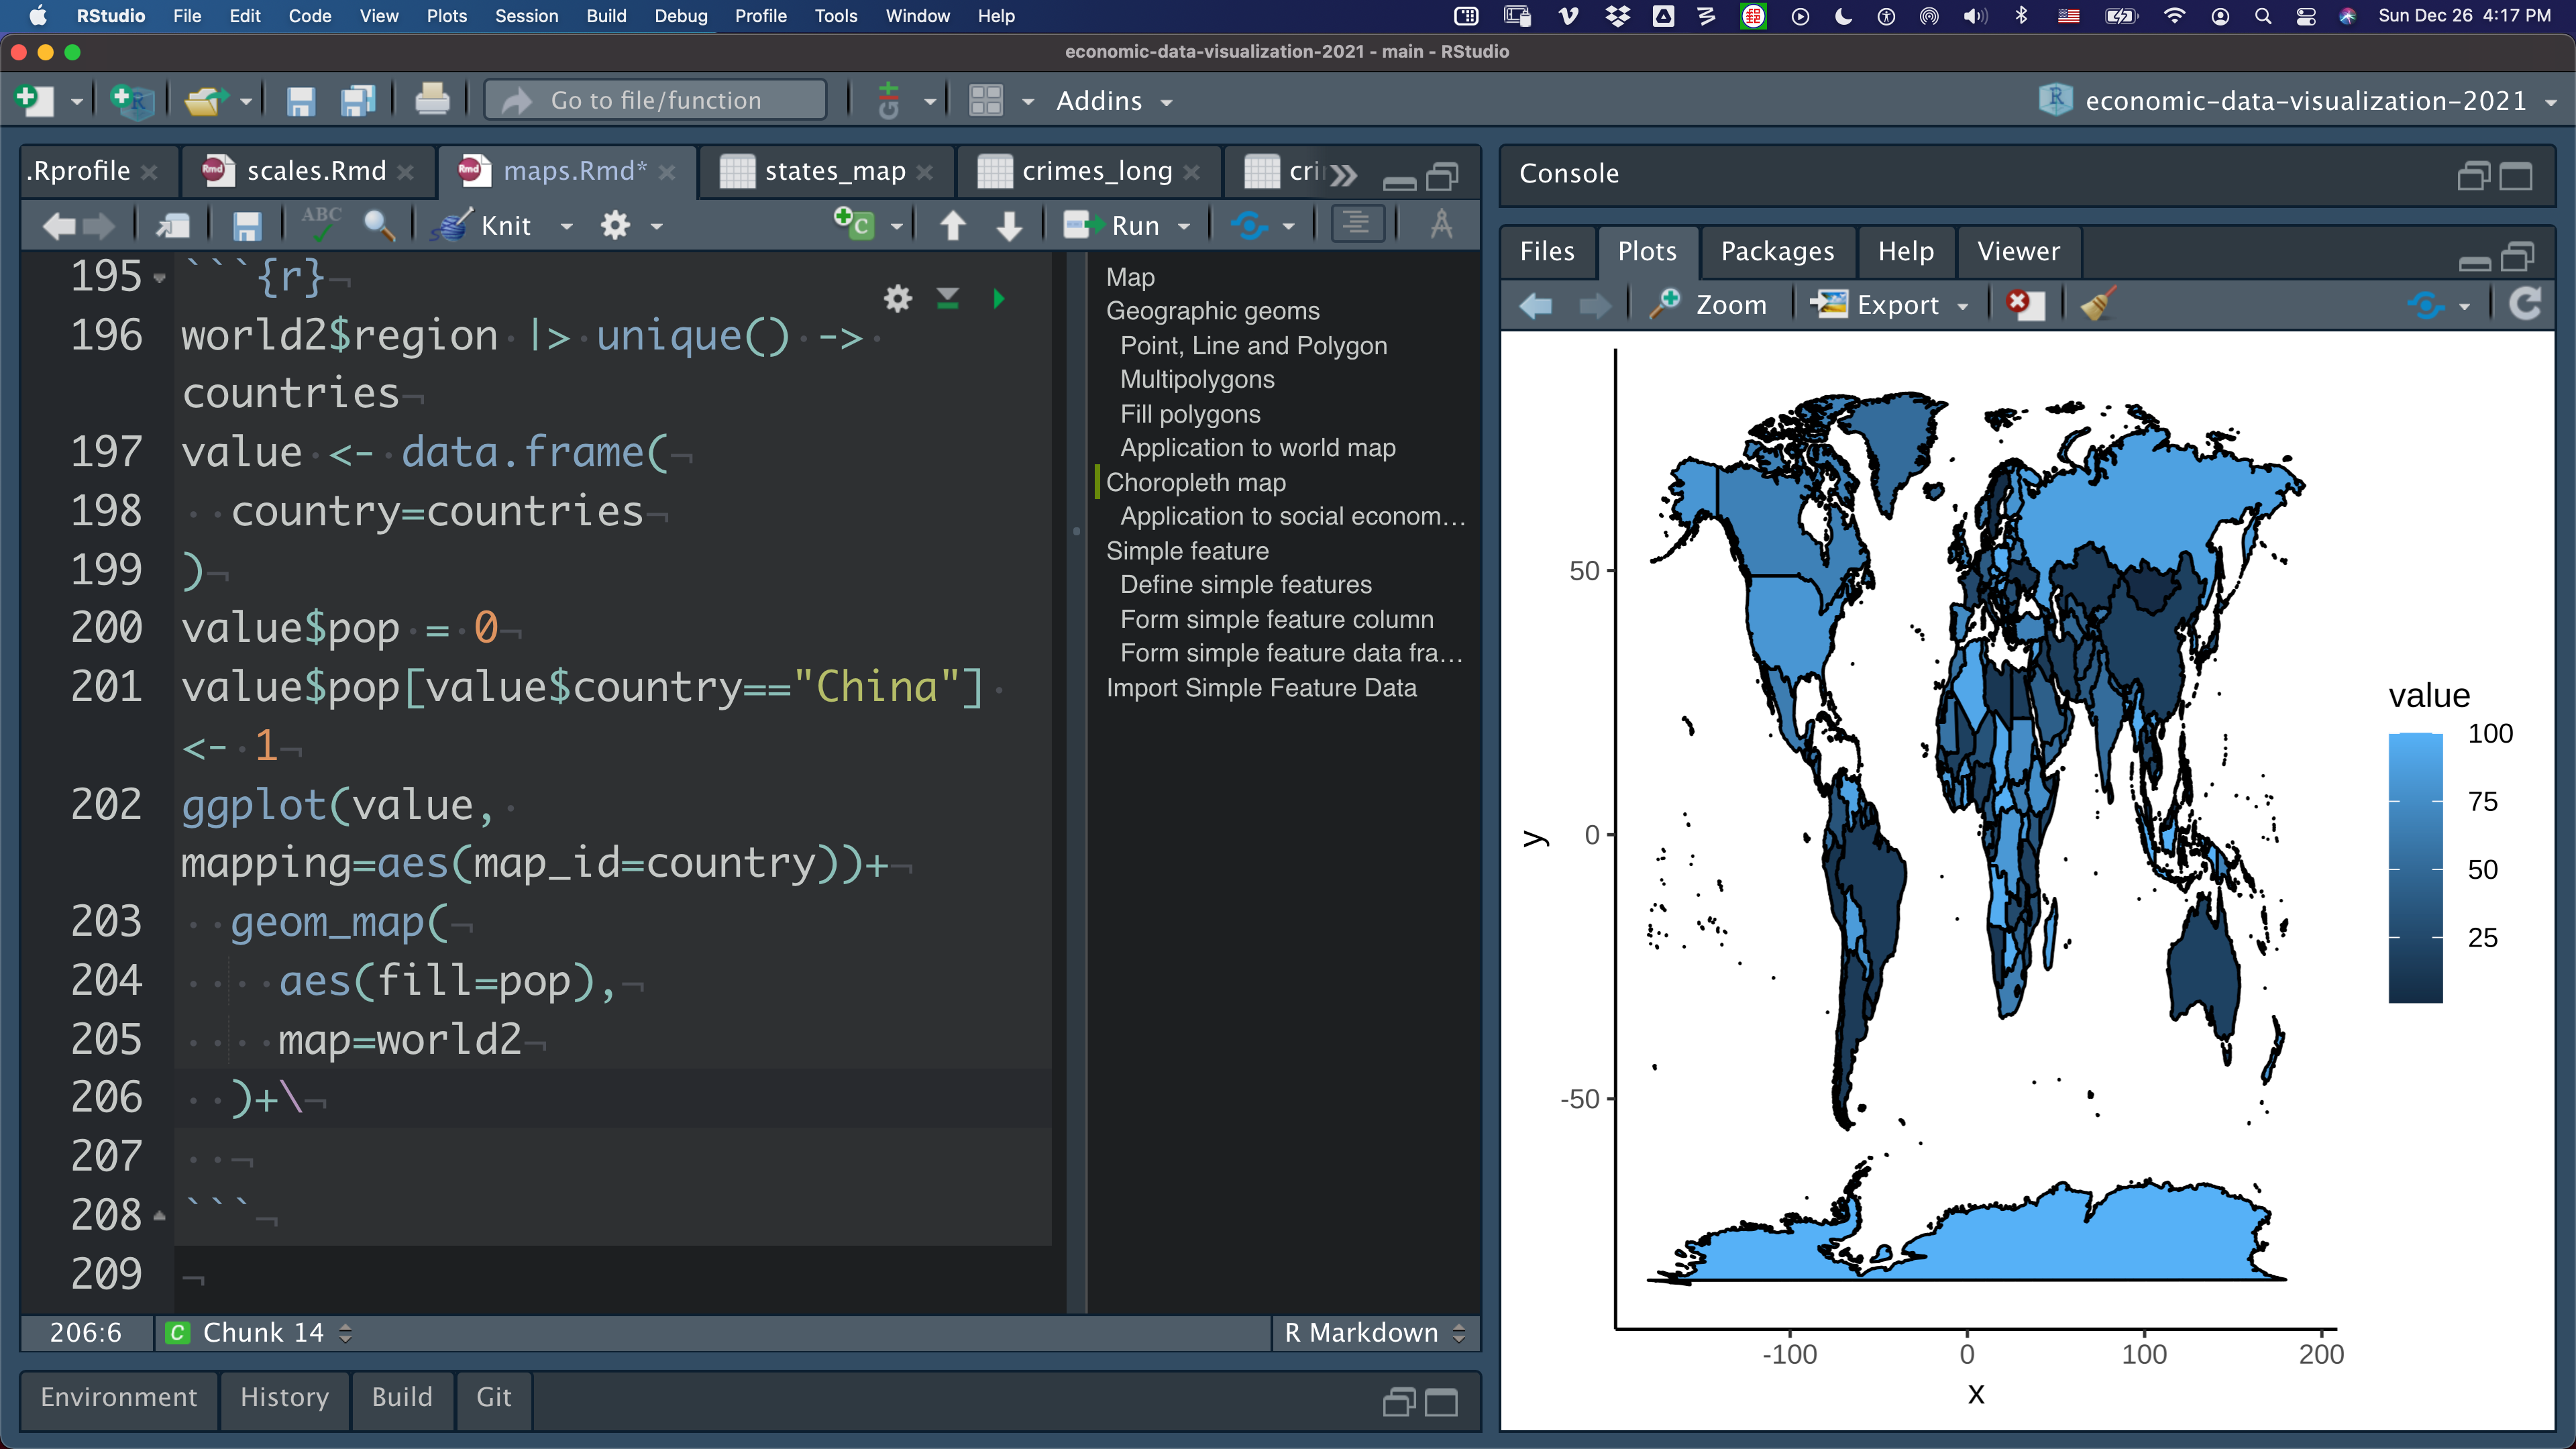 RStudio File Edit Code View Plots Session Build Debug Profile Tools Window Help Sun Dec 26 4:17 PM
economic-data-visualization-2021 - main - RStudio
Go to file/function Addins economic-data-visualization-2021
.Rprofile scales.Rmd maps.Rmd* states_map crimes_long cri
ABC Knit Run
195 ```{r}
196 world2$region |> unique() ->
countries
197 value <- data.frame(
198 country=countries
199 )
200 value$pop = 0
201 value$pop[value$country=="China"]
<- 1
202 ggplot(value,
mapping=aes(map_id=country))+
203 geom_map(
204 aes(fill=pop),
205 map=world2
206 )+\
207
208 ```
209
206:6 Chunk 14 R Markdown
Environment History Build Git
Map
Geographic geoms
Point, Line and Polygon
Multipolygons
Fill polygons
Application to world map
Choropleth map
Application to social econom...
Simple feature
Define simple features
Form simple feature column
Form simple feature data fra...
Import Simple Feature Data
Console
Files Plots Packages Help Viewer
Zoom Export
y
50
0
-50
-100 0 100 200
x
value
100
75
50
25